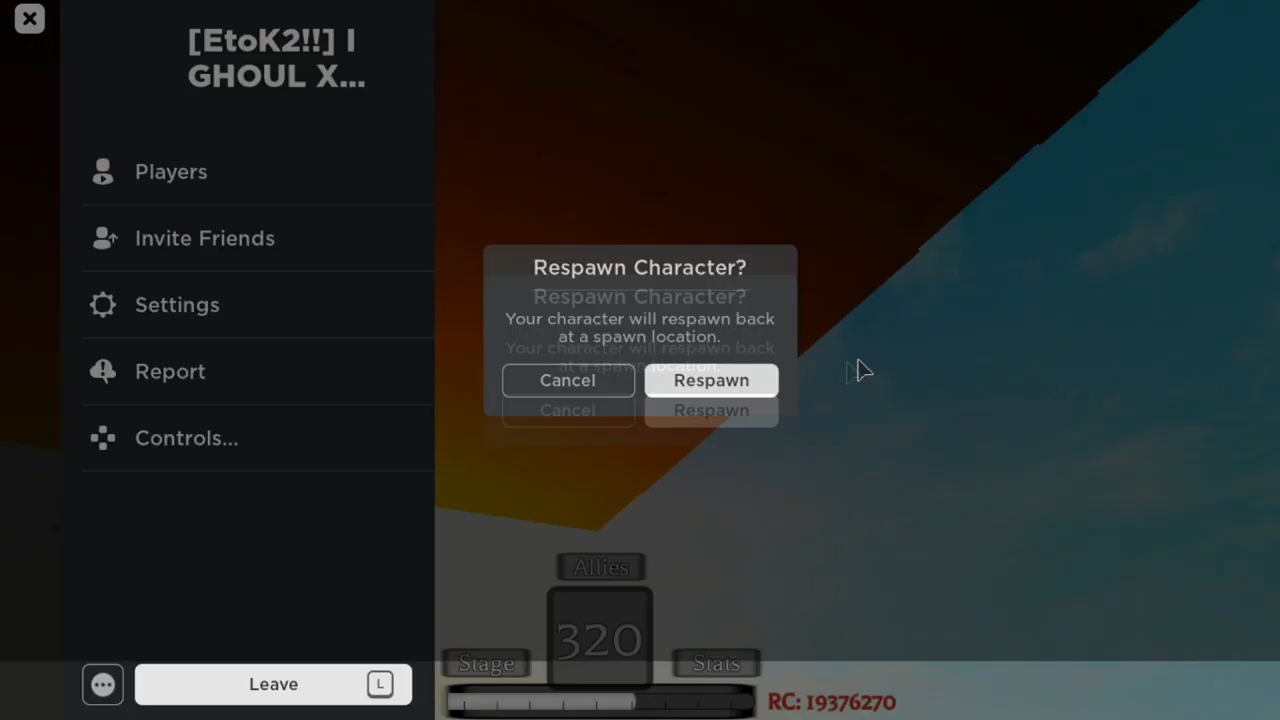 [EtoK2!!] I
GHOUL X...
Players
Invite Friends
Settings
Report
Controls...
Leave
L
Respawn Character?
Respawn Character?
Your character will respawn back
at a spawn location.
Your character will respawn back
at a spawn location.
Cancel
Respawn
Cancel
Respawn
Allies
320
Stage
Stats
RC: 19376270